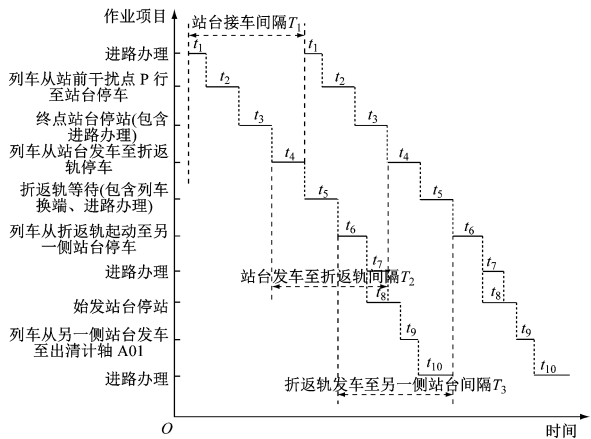 作业项目
站台接车间隔T1
进路办理
t1
t1
列车从站前干扰点 P 行
至站台停车
t2
t2
终点站台停站(包含
进路办理)
t3
t3
列车从站台发车至折返
轨停车
t4
t4
折返轨等待(包含列车
换端、进路办理)
t5
t5
列车从折返轨起动至另
一侧站台停车
t6
t6
进路办理
t7
t7
站台发车至折返轨间隔T2
始发站台停站
t8
t8
列车从另一侧站台发车
至出清计轴 A01
t9
t9
进路办理
t10
t10
折返轨发车至另一侧站台间隔T3
O
时间